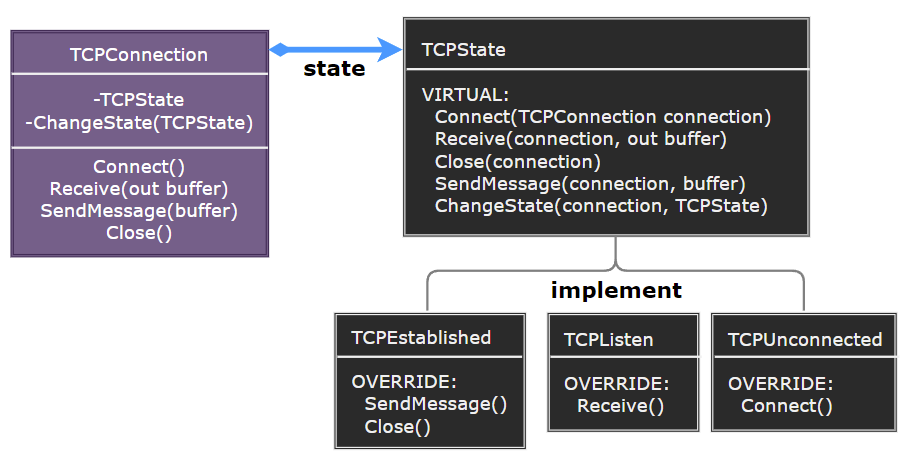 TCPConnection
-TCPState
-ChangeState(TCPState)
Connect()
Receive(out buffer)
SendMessage(buffer)
Close()
state
TCPState
VIRTUAL:
Connect(TCPConnection connection)
Receive(connection, out buffer)
Close(connection)
SendMessage(connection, buffer)
ChangeState(connection, TCPState)
implement
TCPEstablished
OVERRIDE:
SendMessage()
Close()
TCPListen
OVERRIDE:
Receive()
TCPUnconnected
OVERRIDE:
Connect()